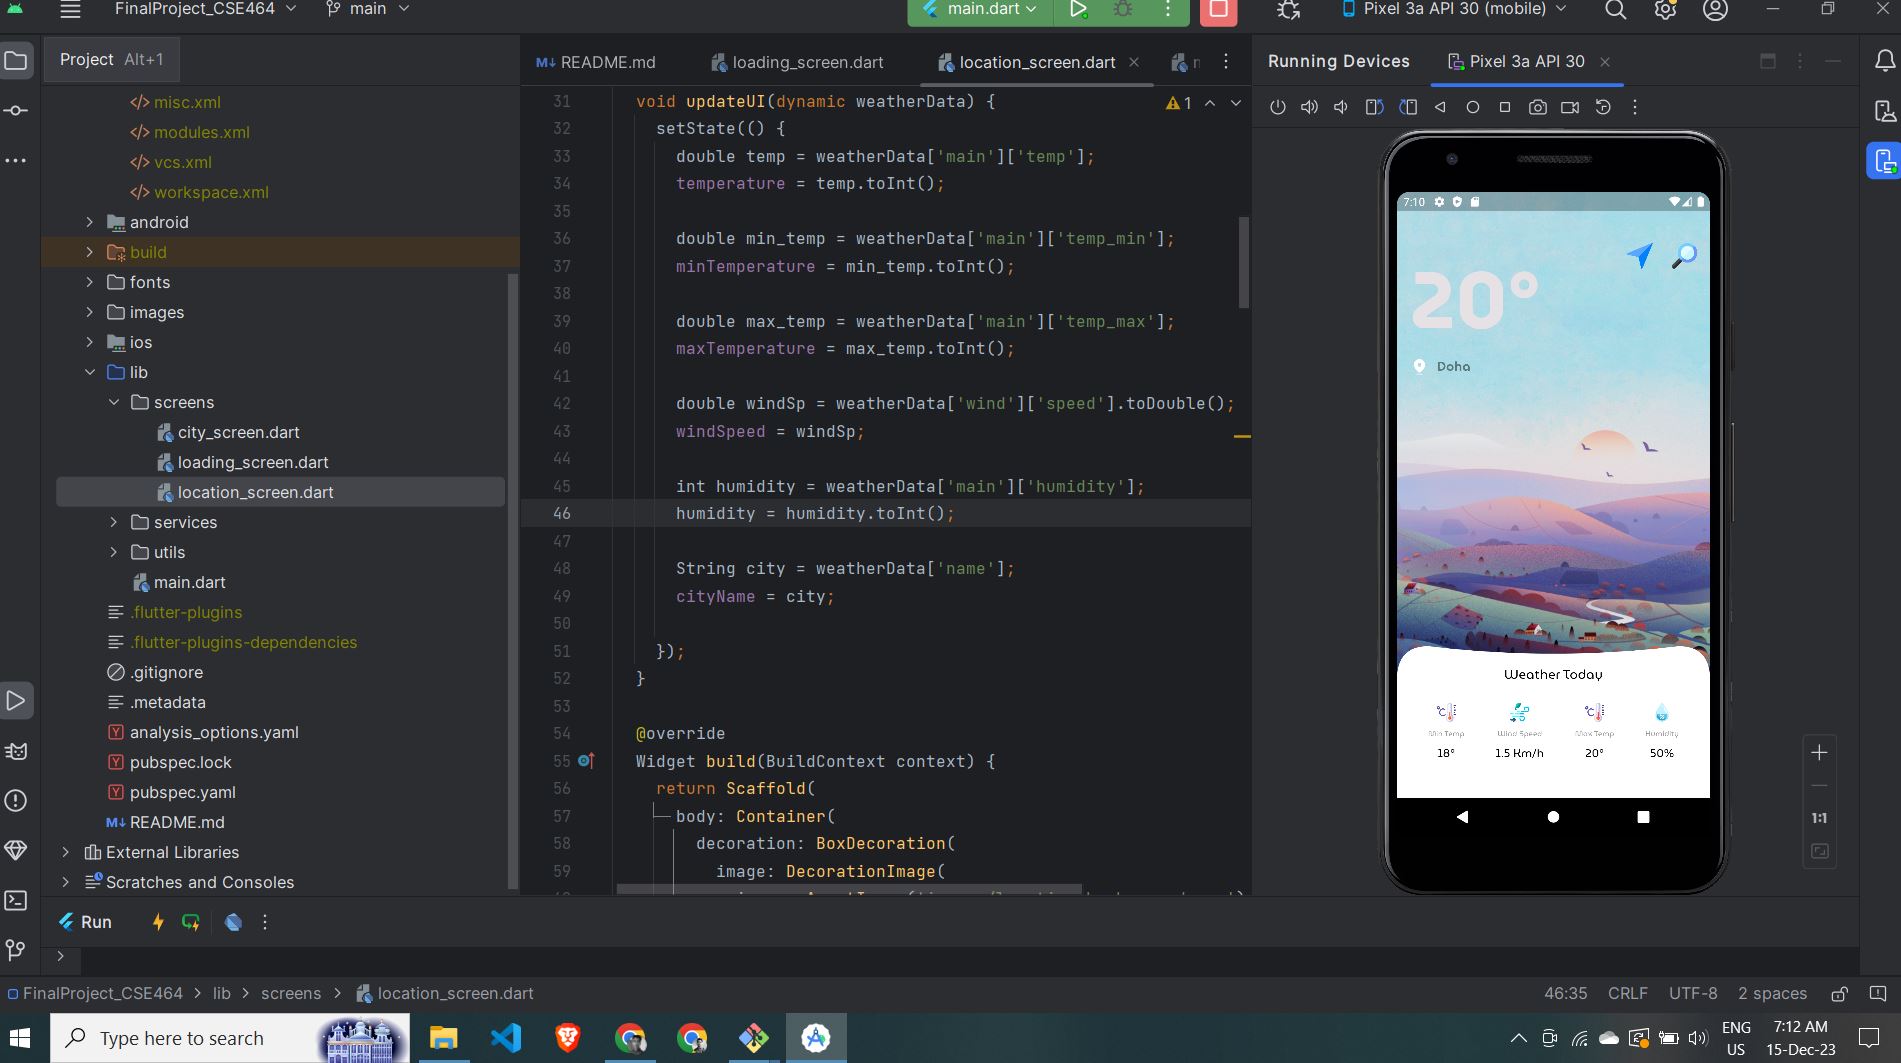 FinalProject_CSE464
main
main.dart
Pixel 3a API 30 (mobile)
Project Alt+1
README.md
loading_screen.dart
location_screen.dart
Running Devices
Pixel 3a API 30
misc.xml
modules.xml
vcs.xml
workspace.xml
android
build
fonts
images
ios
lib
screens
city_screen.dart
loading_screen.dart
location_screen.dart
services
utils
main.dart
.flutter-plugins
.flutter-plugins-dependencies
.gitignore
.metadata
analysis_options.yaml
pubspec.lock
pubspec.yaml
README.md
External Libraries
Scratches and Consoles
1
31 void updateUI(dynamic weatherData) {
32 setState(() {
33 double temp = weatherData['main']['temp'];
34 temperature = temp.toInt();
35
36 double min_temp = weatherData['main']['temp_min'];
37 minTemperature = min_temp.toInt();
38
39 double max_temp = weatherData['main']['temp_max'];
40 maxTemperature = max_temp.toInt();
41
42 double windSp = weatherData['wind']['speed'].toDouble();
43 windSpeed = windSp;
44
45 int humidity = weatherData['main']['humidity'];
46 humidity = humidity.toInt();
47
48 String city = weatherData['name'];
49 cityName = city;
50
51 });
52 }
53
54 @override
55 Widget build(BuildContext context) {
56 return Scaffold(
57 body: Container(
58 decoration: BoxDecoration(
59 image: DecorationImage(
7:10
20°
Doha
Weather Today
Min Temp
Wind Speed
Max Temp
Humidity
18°
1.5 Km/h
20°
50%
1:1
Run
FinalProject_CSE464 > lib > screens > location_screen.dart
46:35 CRLF UTF-8 2 spaces
Type here to search
ENG
US
7:12 AM
15-Dec-23